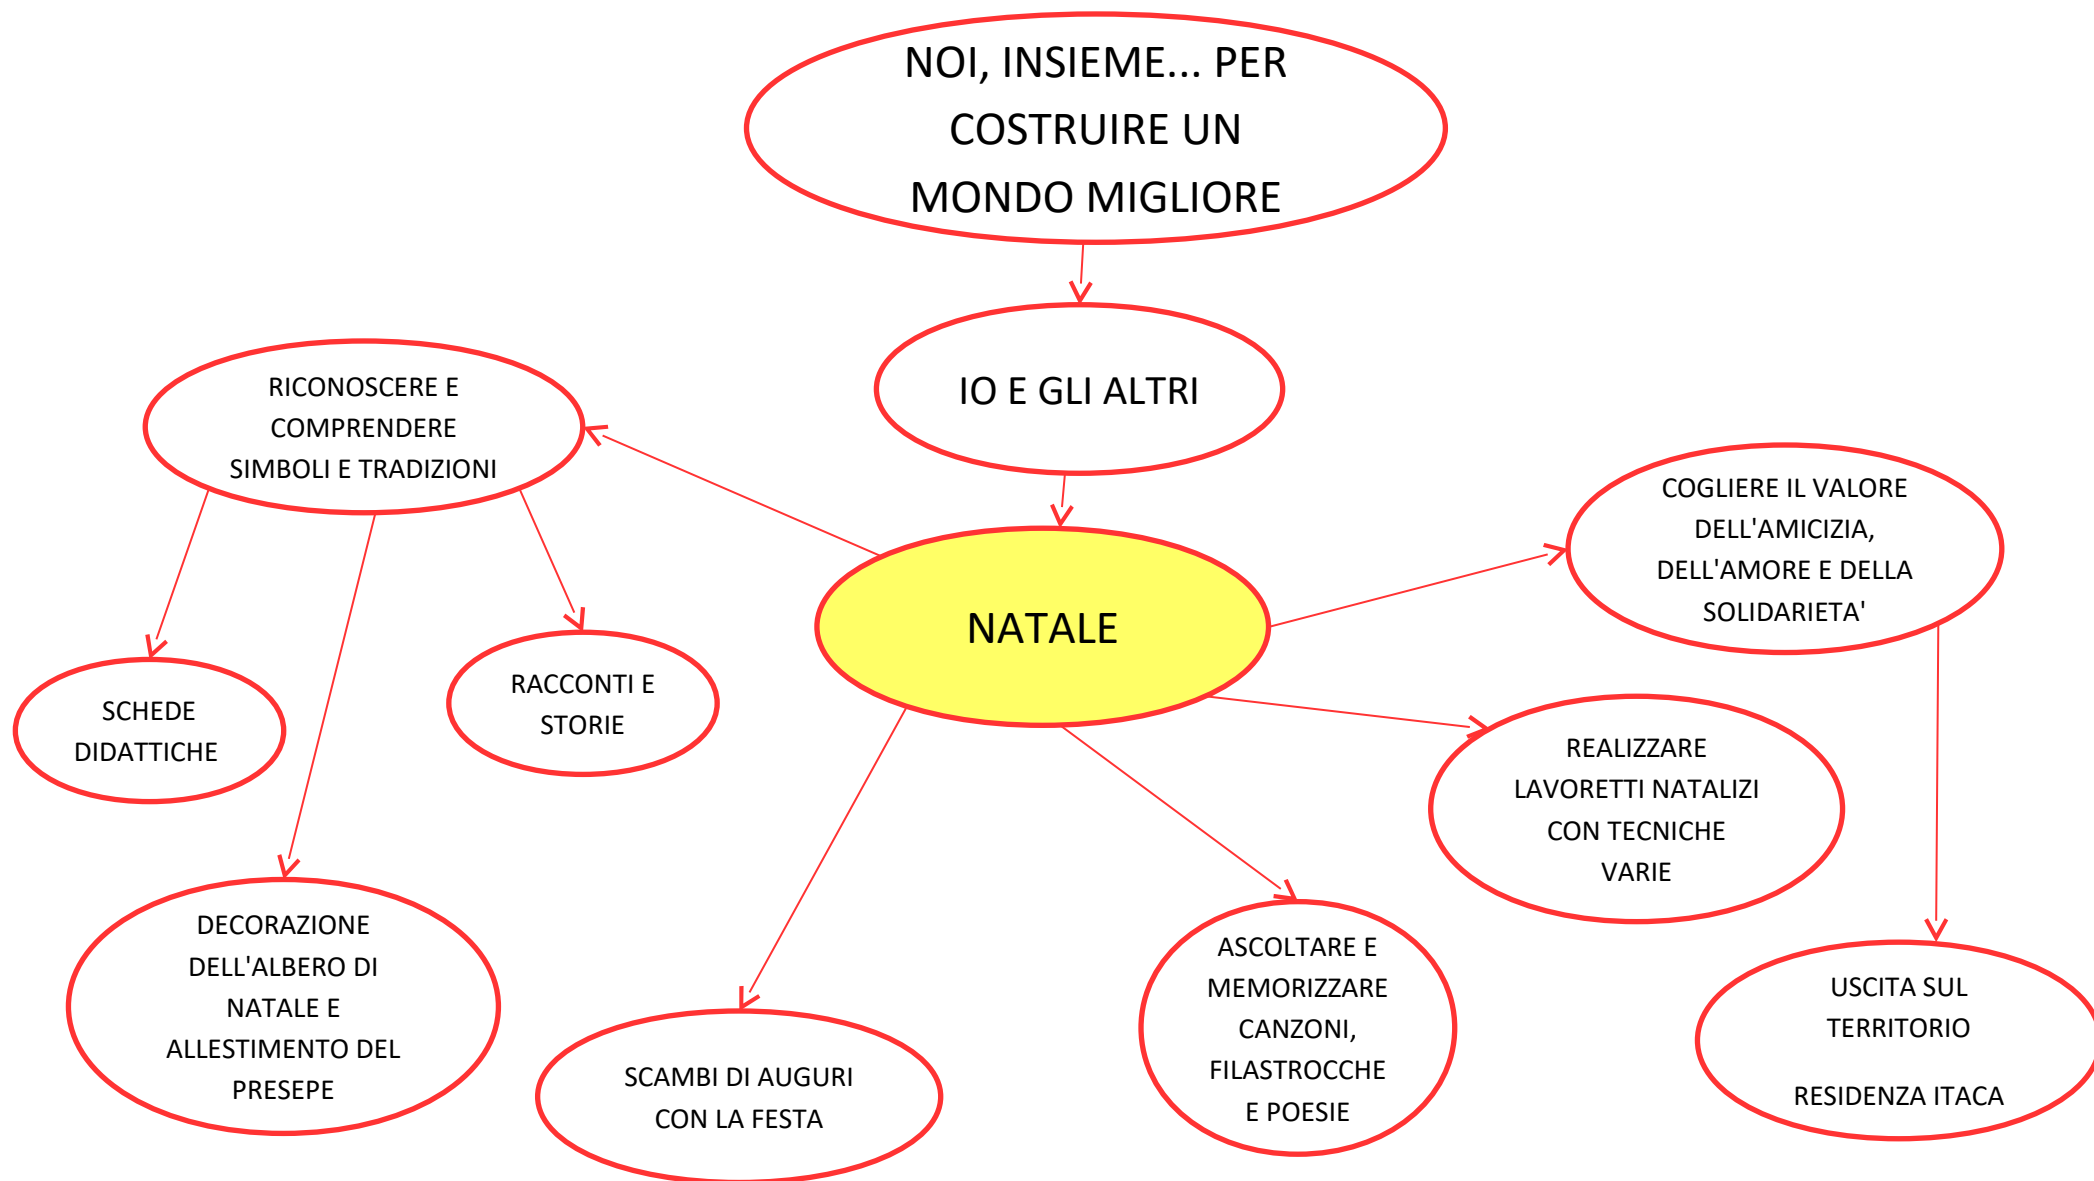 NOI, INSIEME... PER
COSTRUIRE UN
MONDO MIGLIORE
IO E GLI ALTRI
RICONOSCERE E
COMPRENDERE
SIMBOLI E TRADIZIONI
COGLIERE IL VALORE
DELL'AMICIZIA,
DELL'AMORE E DELLA
SOLIDARIETA'
NATALE
SCHEDE
DIDATTICHE
RACCONTI E
STORIE
REALIZZARE
LAVORETTI NATALIZI
CON TECNICHE
VARIE
DECORAZIONE
DELL'ALBERO DI
NATALE E
ALLESTIMENTO DEL
PRESEPE
SCAMBI DI AUGURI
CON LA FESTA
ASCOLTARE E
MEMORIZZARE
CANZONI,
FILASTROCCHE
E POESIE
USCITA SUL
TERRITORIO
RESIDENZA ITACA